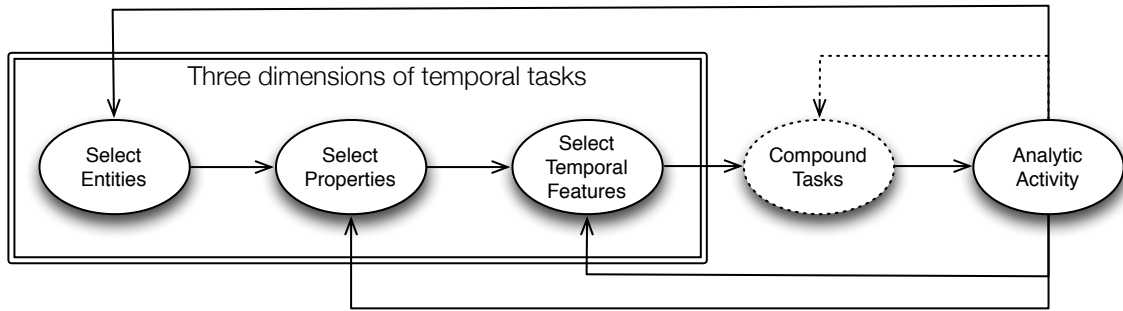 Three dimensions of temporal tasks
Select
Entities
Select
Properties
Select
Temporal
Features
Compound
Tasks
Analytic
Activity